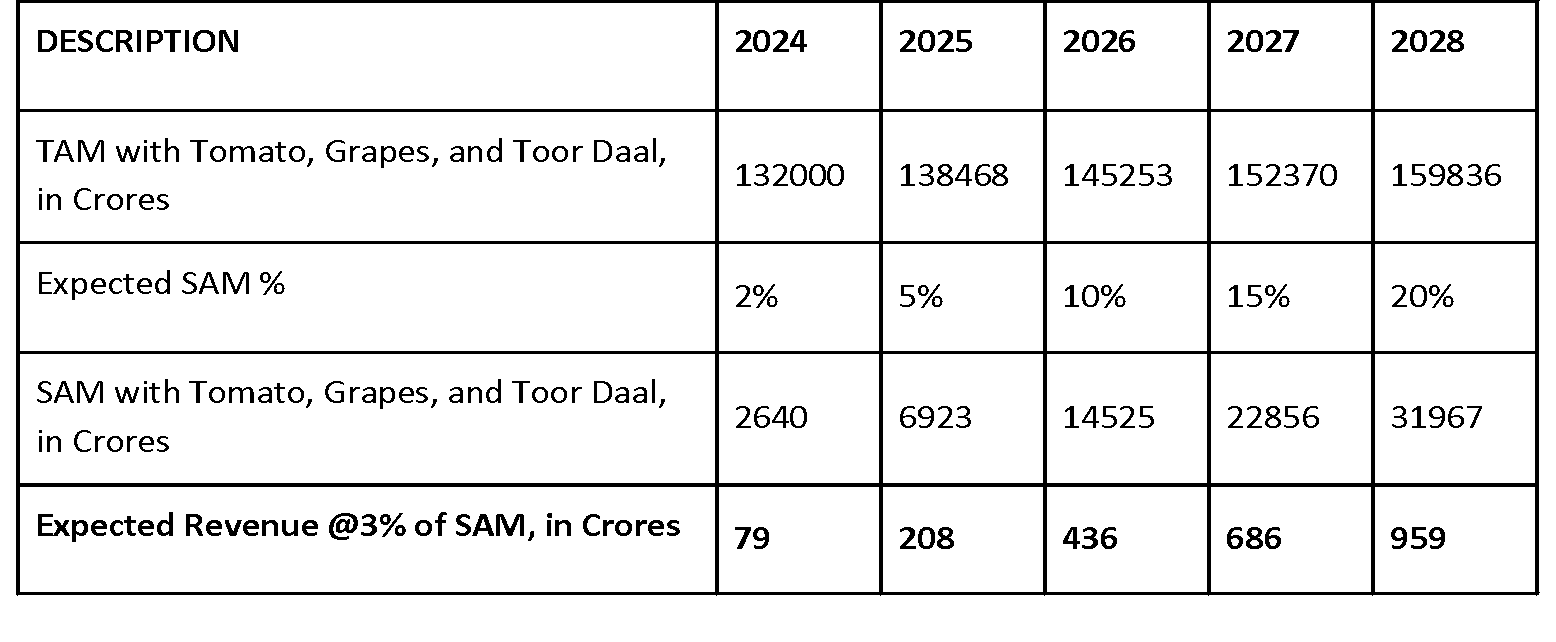 DESCRIPTION 2024 2025 2026 2027 2028
TAM with Tomato, Grapes, and Toor Daal,
in Crores 132000 138468 145253 152370 159836
Expected SAM % 2% 5% 10% 15% 20%
SAM with Tomato, Grapes, and Toor Daal,
in Crores 2640 6923 14525 22856 31967
Expected Revenue @3% of SAM, in Crores 79 208 436 686 959